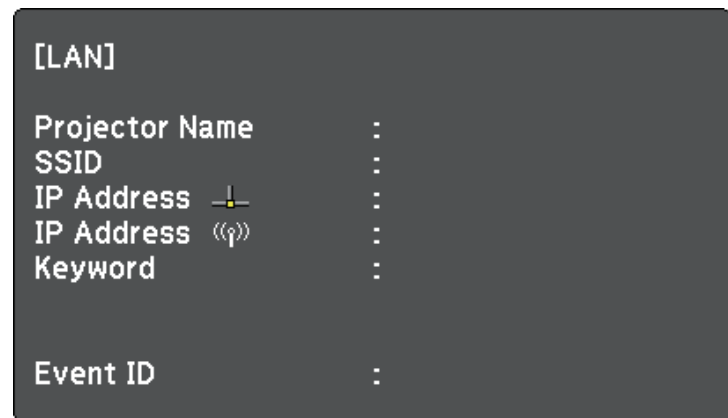 [LAN]
Projector Name :
SSID :
IP Address :
IP Address :
Keyword :
Event ID :